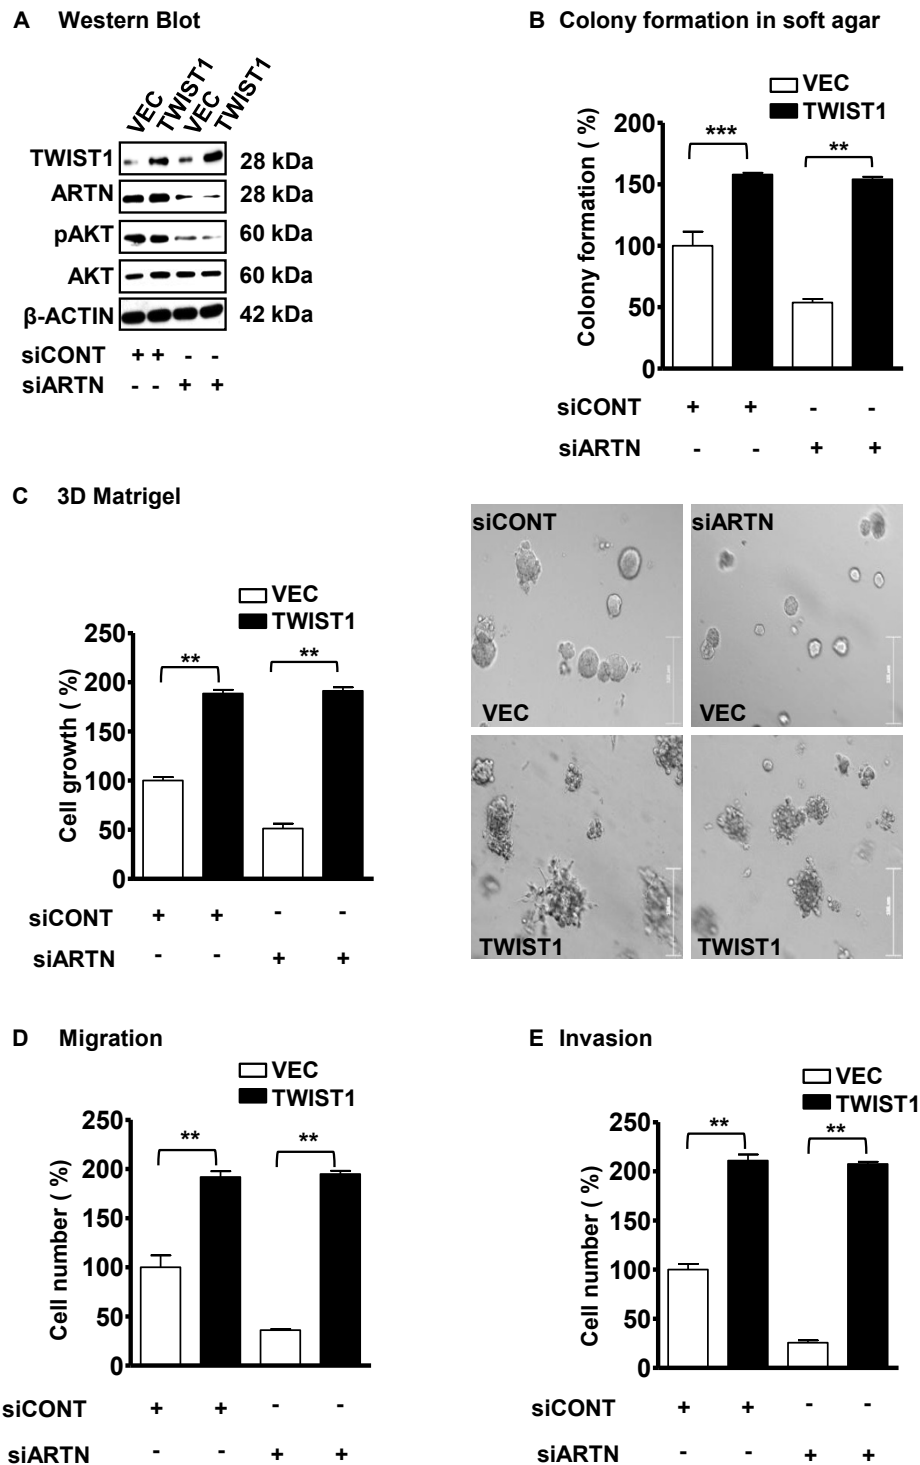 A Western Blot
VEC
TWIST1
VEC
TWIST1
TWIST1 28 kDa
ARTN 28 kDa
pAKT 60 kDa
AKT 60 kDa
β-ACTIN 42 kDa
siCONT + + - -
siARTN - - + +
B Colony formation in soft agar
VEC
TWIST1
Colony formation ( %)
200
150
100
50
0
***
**
siCONT + + - -
siARTN - - + +
C 3D Matrigel
VEC
TWIST1
Cell growth ( %)
250
200
150
100
50
0
**
**
siCONT + + - -
siARTN - - + +
siCONT
VEC
siARTN
VEC
TWIST1
TWIST1
D Migration
VEC
TWIST1
Cell number ( %)
250
200
150
100
50
0
**
**
siCONT + + - -
siARTN - - + +
E Invasion
VEC
TWIST1
Cell number ( %)
250
200
150
100
50
0
**
**
siCONT + + - -
siARTN - - + +